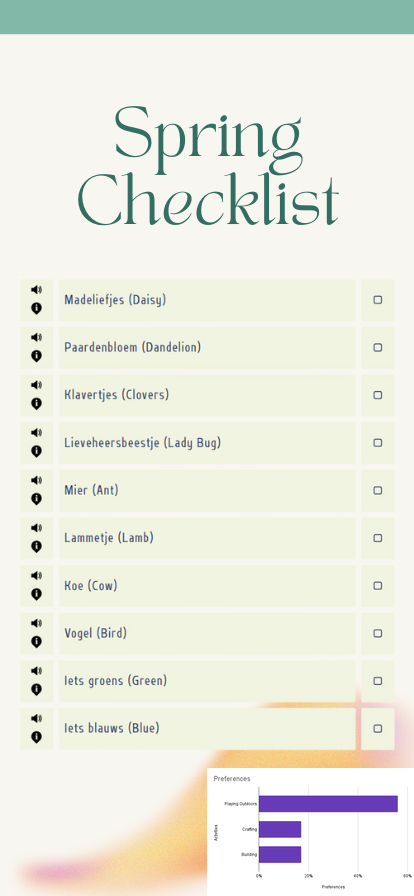 Spring
Checklist
Madeliefjes (Daisy)
Paardenbloem (Dandelion)
Klavertjes (Clovers)
Lieveheersbeestje (Lady Bug)
Mier (Ant)
Lammetje (Lamb)
Koe (Cow)
Vogel (Bird)
Iets groens (Green)
Iets blauws (Blue)
Preferences
Activities
Playing Outdoors
Crafting
Building
0% 20% 40% 60%
Preferences